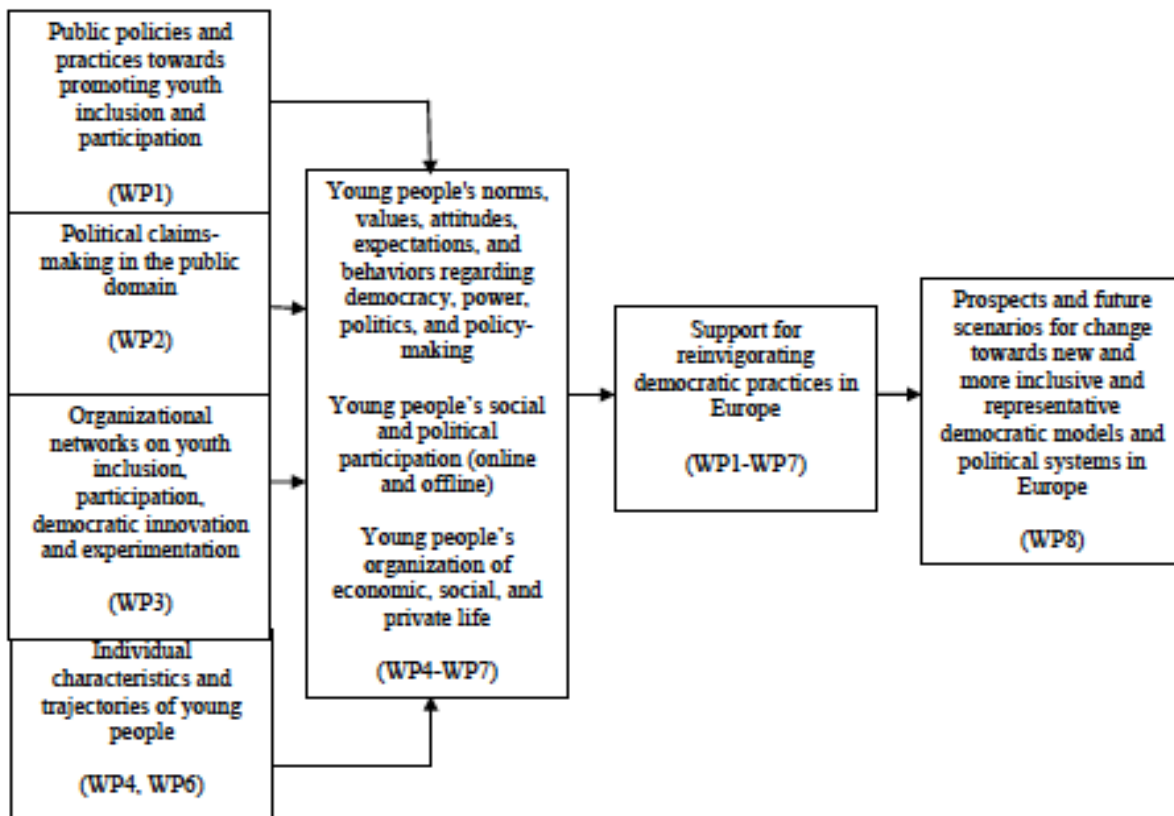 Public policies and
practices towards
promoting youth
inclusion and
participation
(WP1)
Political claims-
making in the public
domain
(WP2)
Organizational
networks on youth
inclusion,
participation,
democratic innovation
and experimentation
(WP3)
Individual
characteristics and
trajectories of young
people
(WP4, WP6)
Young people's norms,
values, attitudes,
expectations, and
behaviors regarding
democracy, power,
politics, and policy-
making
Young people’s social
and political
participation (online
and offline)
Young people’s
organization of
economic, social, and
private life
(WP4-WP7)
Support for
reinvigorating
democratic practices in
Europe
(WP1-WP7)
Prospects and future
scenarios for change
towards new and
more inclusive and
representative
democratic models and
political systems in
Europe
(WP8)